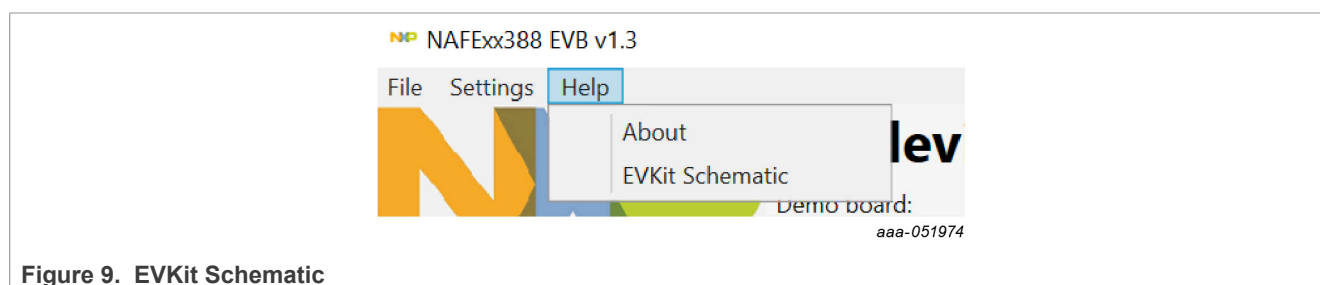 NXP NAFExx388 EVB v1.3
File Settings Help
About
EVKit Schematic
lev
Demo board:
aaa-051974
Figure 9. EVKit Schematic